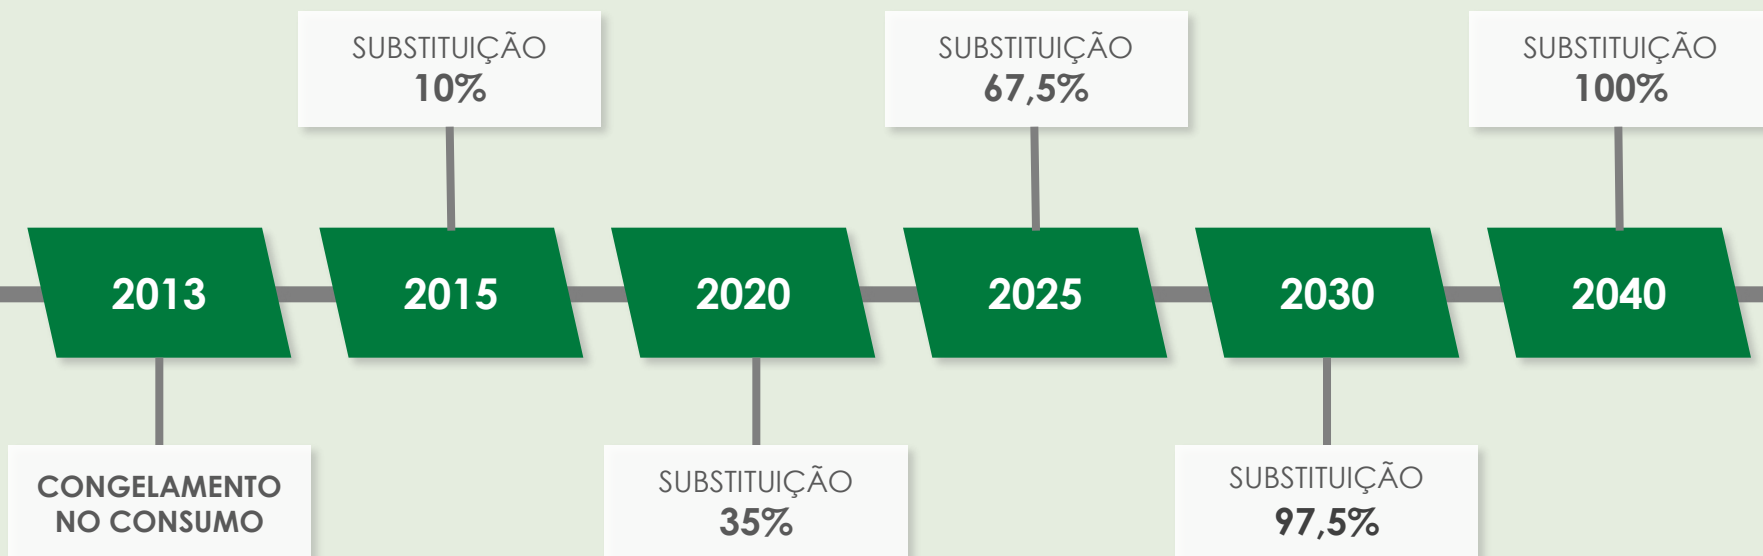 SUBSTITUIÇÃO
10%
SUBSTITUIÇÃO
67,5%
SUBSTITUIÇÃO
100%
2013
2015
2020
2025
2030
2040
CONGELAMENTO
NO CONSUMO
SUBSTITUIÇÃO
35%
SUBSTITUIÇÃO
97,5%